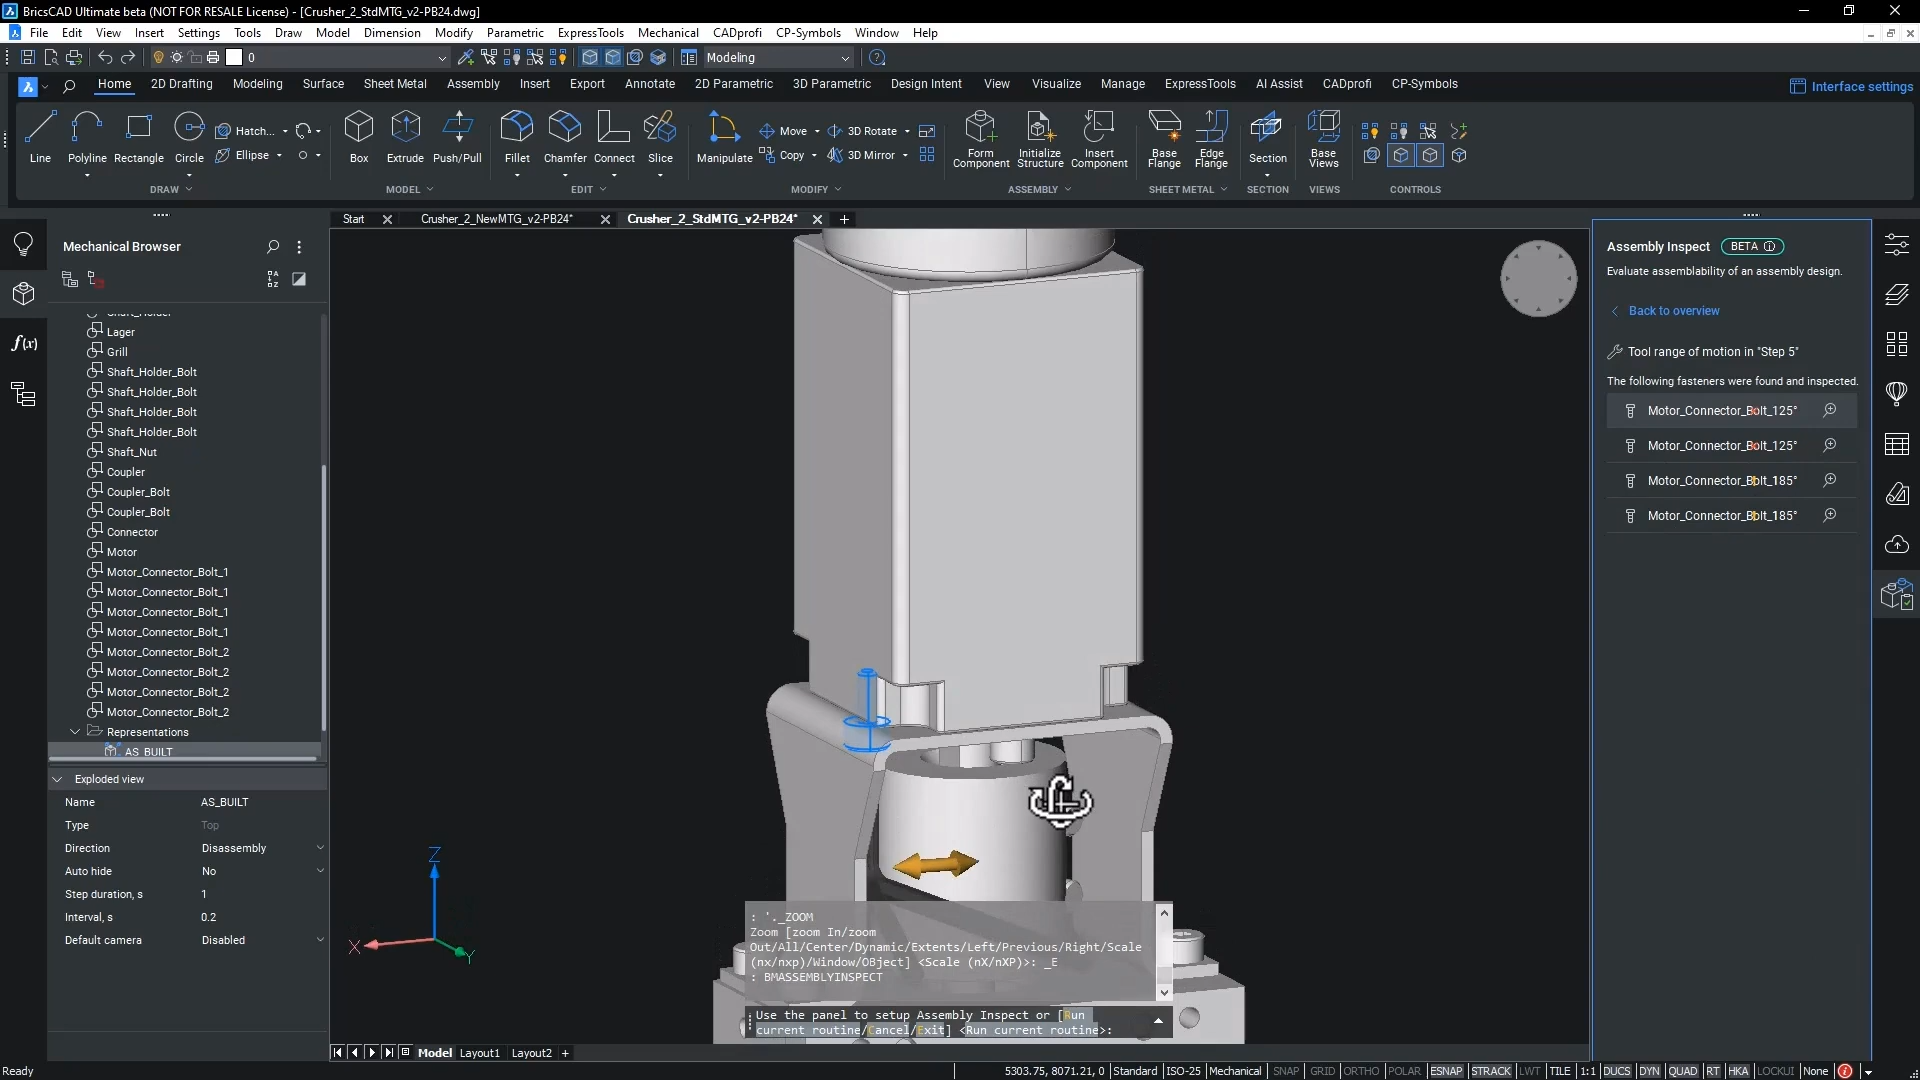 BricsCAD Ultimate beta (NOT FOR RESALE License) - [Crusher_2_StdMTG_v2-PB24.dwg]
File Edit View Insert Settings Tools Draw Model Dimension Modify Parametric ExpressTools Mechanical CADprofi CP-Symbols Window Help
0 Modeling
Home 2D Drafting Modeling Surface Sheet Metal Assembly Insert Export Annotate 2D Parametric 3D Parametric Design Intent View Visualize Manage ExpressTools AI Assist CADprofi CP-Symbols Interface settings
Hatch... Move 3D Rotate
Line Polyline Rectangle Circle Ellipse Box Extrude Push/Pull Fillet Chamfer Connect Slice Manipulate Copy 3D Mirror Form Component Initialize Structure Insert Component Base Flange Edge Flange Section Base Views
DRAW MODEL EDIT MODIFY ASSEMBLY SHEET METAL SECTION VIEWS CONTROLS
Start Crusher_2_NewMTG_v2-PB24* Crusher_2_StdMTG_v2-PB24*
Mechanical Browser
f(x)
Shaft_Holder
Lager
Grill
Shaft_Holder_Bolt
Shaft_Holder_Bolt
Shaft_Holder_Bolt
Shaft_Holder_Bolt
Shaft_Nut
Coupler
Coupler_Bolt
Coupler_Bolt
Connector
Motor
Motor_Connector_Bolt_1
Motor_Connector_Bolt_1
Motor_Connector_Bolt_1
Motor_Connector_Bolt_1
Motor_Connector_Bolt_2
Motor_Connector_Bolt_2
Motor_Connector_Bolt_2
Motor_Connector_Bolt_2
Representations
AS_BUILT
Exploded view
Name AS_BUILT
Type Top
Direction Disassembly
Auto hide No
Step duration, s 1
Interval, s 0.2
Default camera Disabled
Z
X
Y
: '._ZOOM
Zoom [zoom In/zoom
Out/All/Center/Dynamic/Extents/Left/Previous/Right/Scale
(nx/nxp)/Window/OBject] <Scale (nX/nXP)>: _E
: BMASSEMBLYINSPECT
Use the panel to setup Assembly Inspect or [Run
current routine/Cancel/Exit] <Run current routine>:
Assembly Inspect BETA
Evaluate assemblability of an assembly design.
Back to overview
Tool range of motion in "Step 5"
The following fasteners were found and inspected.
Motor_Connector_Bolt_125°
Motor_Connector_Bolt_125°
Motor_Connector_Bolt_185°
Motor_Connector_Bolt_185°
Model Layout1 Layout2 +
Ready 5303.75, 8071.21, 0 Standard ISO-25 Mechanical SNAP GRID ORTHO POLAR ESNAP STRACK LWT TILE 1:1 DUCS DYN QUAD RT HKA LOCKUI None